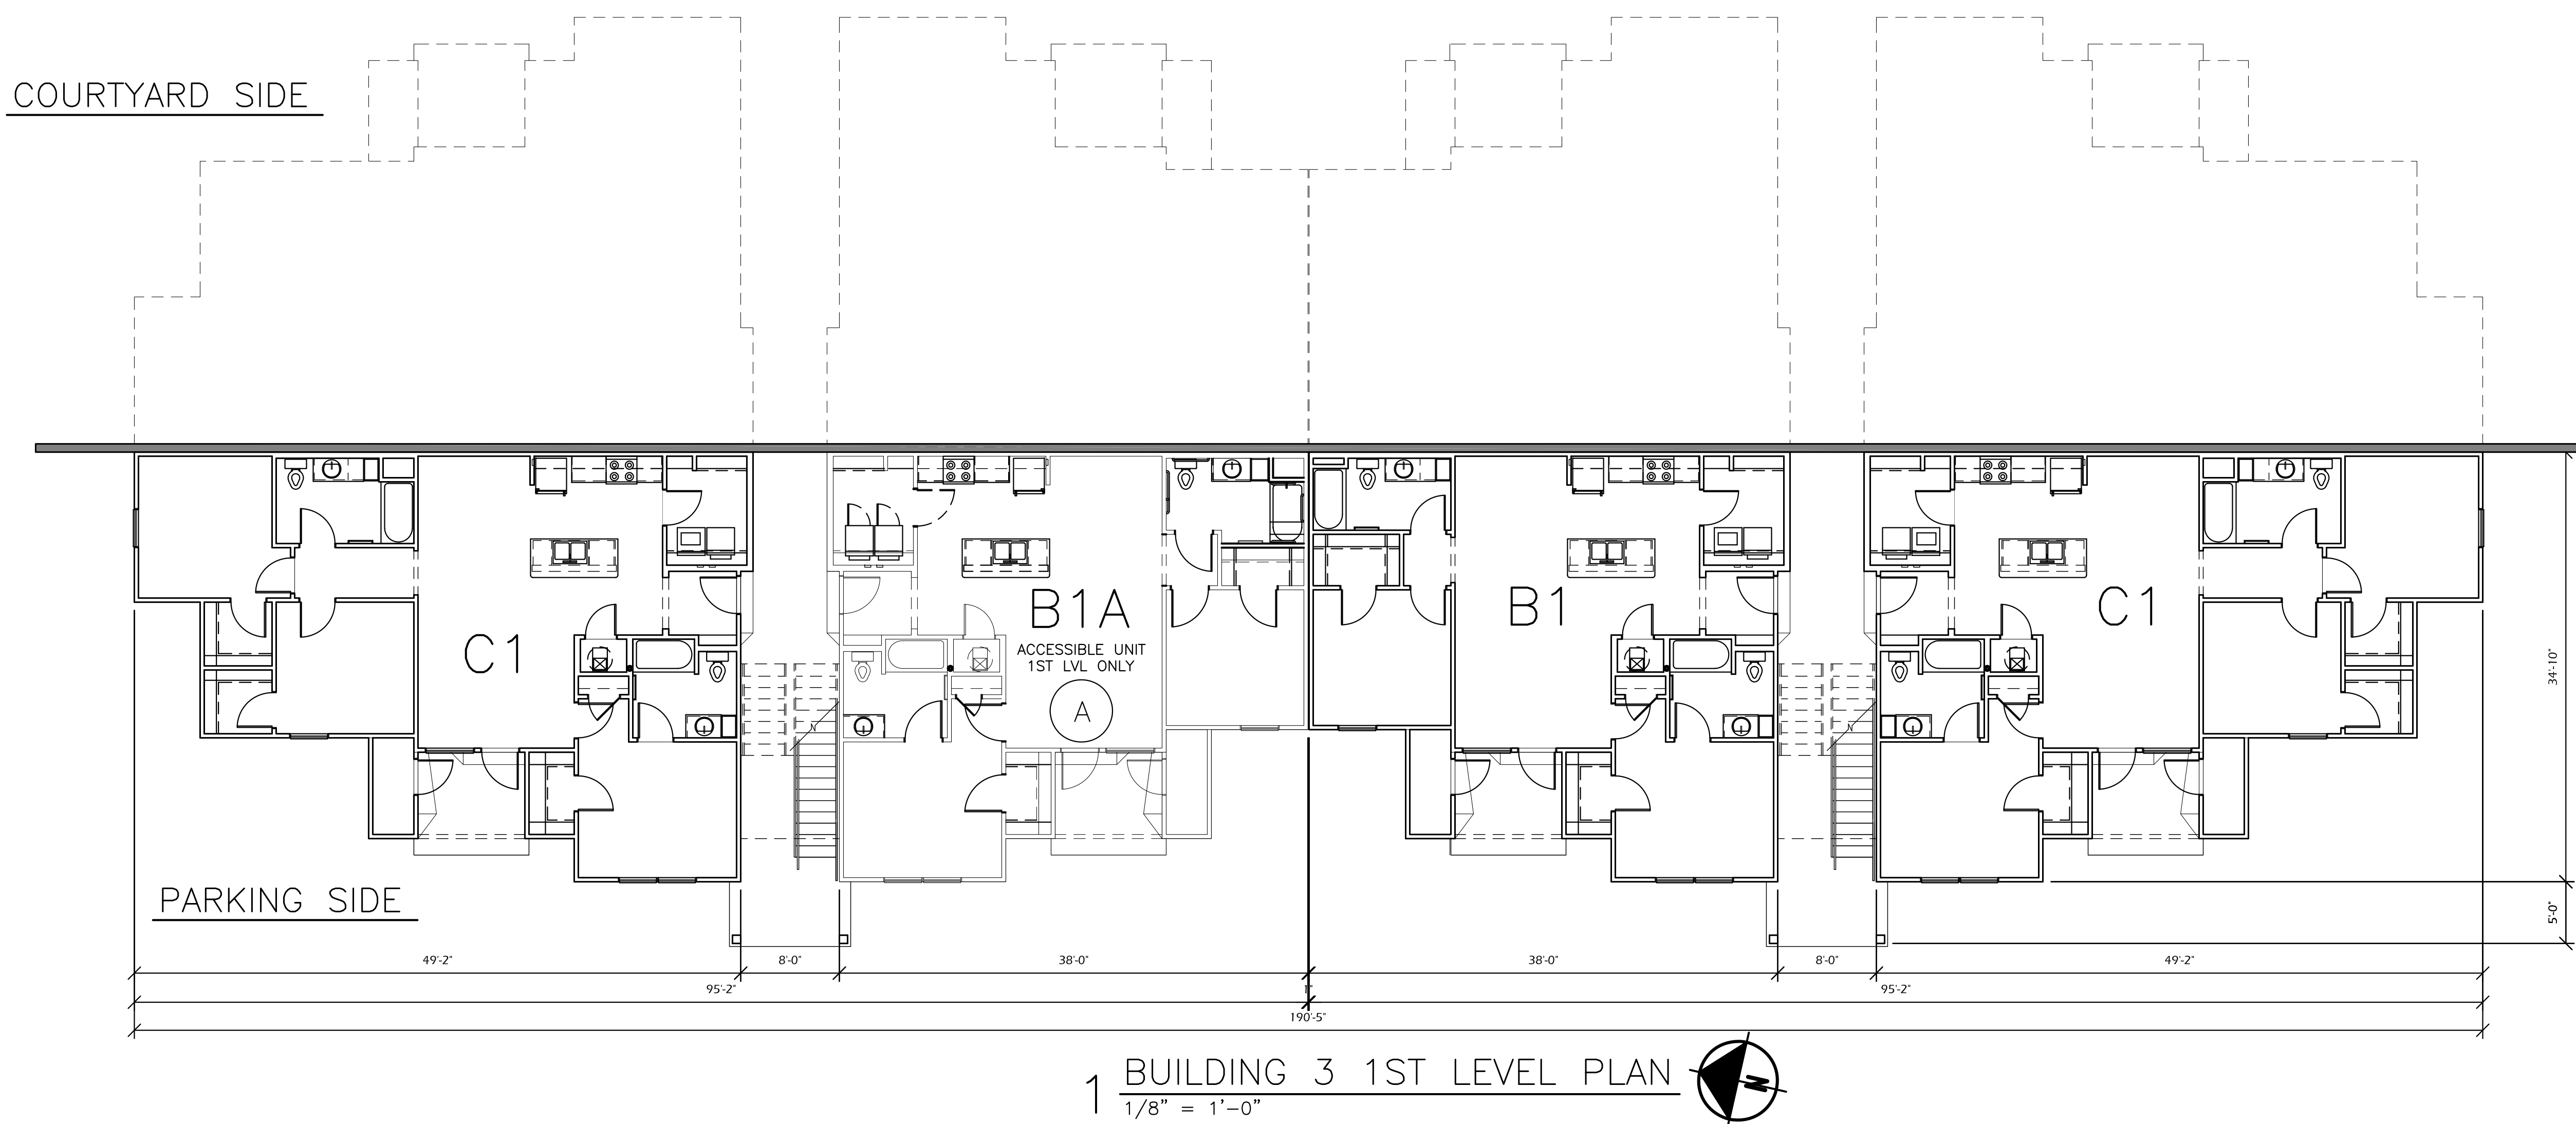 COURTYARD SIDE
C1
B1A
ACCESSIBLE UNIT
1ST LVL ONLY
A
B1
C1
34'-10"
5'-0"
PARKING SIDE
49'-2"
8'-0"
38'-0"
38'-0"
8'-0"
49'-2"
95'-2"
1"
95'-2"
190'-5"
1
BUILDING 3 1ST LEVEL PLAN
1/8" = 1'-0"
N